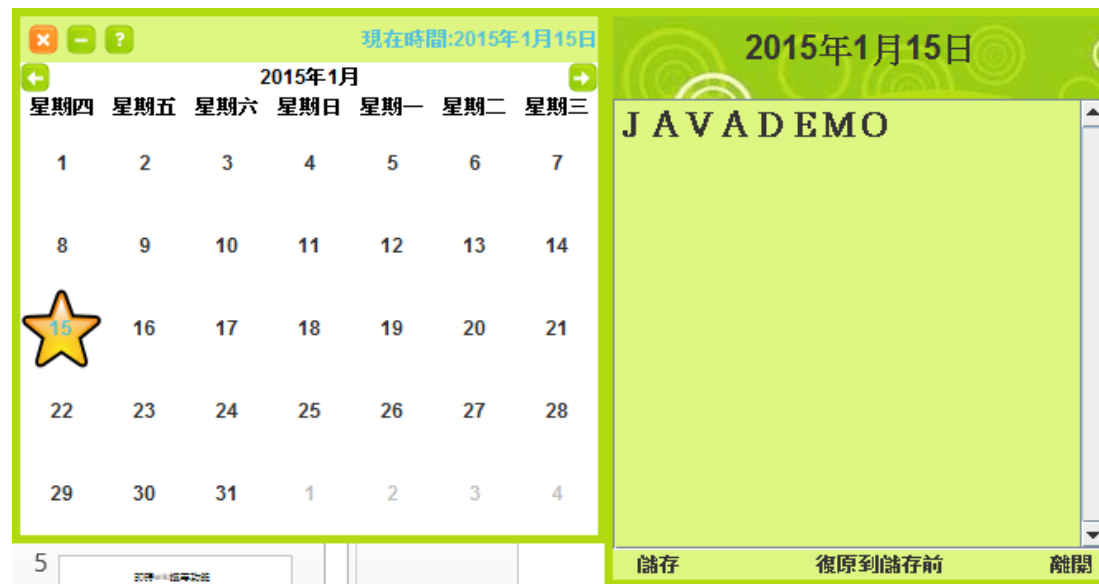 現在時間:2015年1月15日
2015年1月
星期四 星期五 星期六 星期日 星期一 星期二 星期三
1 2 3 4 5 6 7
8 9 10 11 12 13 14
15 16 17 18 19 20 21
22 23 24 25 26 27 28
29 30 31 1 2 3 4
5
2015年1月15日
J A V A D E M O
儲存 復原到儲存前 離開